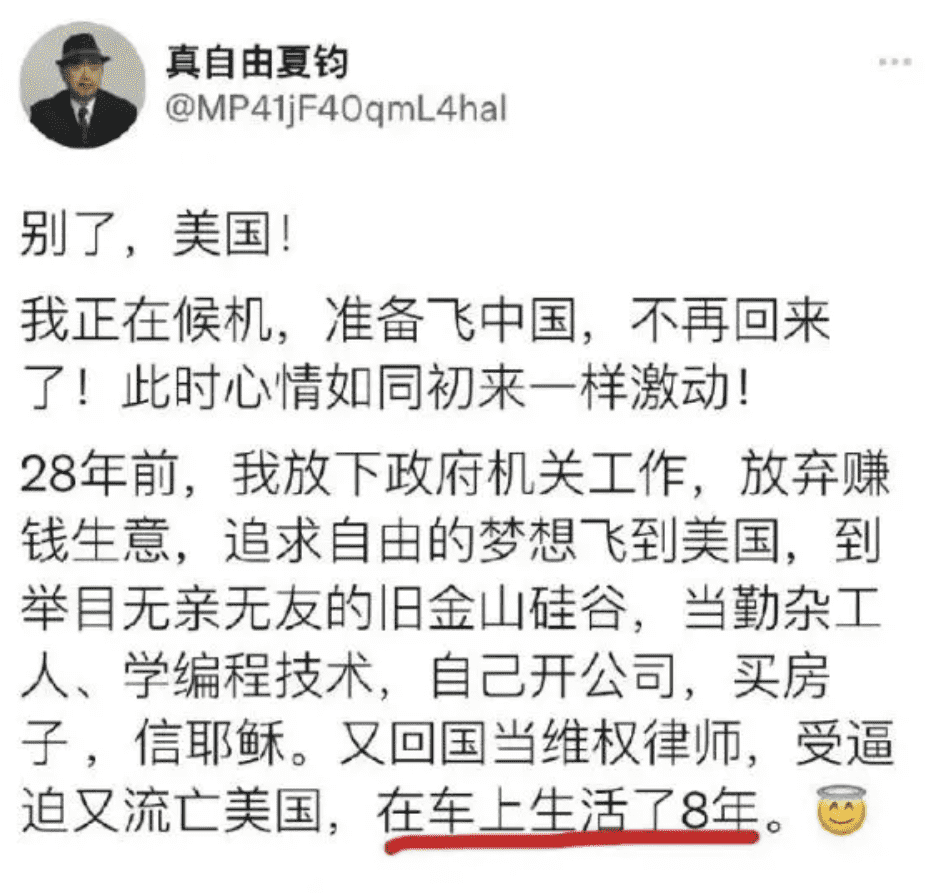 真自由夏钧
@MP41jF4OqmL4hal
别了，美国！
我正在候机，准备飞中国，不再回来
了！此时心情如同初来一样激动！
28年前，我放下政府机关工作，放弃赚
钱生意，追求自由的梦想飞到美国，到
举目无亲无友的旧金山硅谷，当勤杂工
人、学编程技术，自己开公司，买房
子，信耶稣。又回国当维权律师，受逼
迫又流亡美国，在车上生活了8年。😇